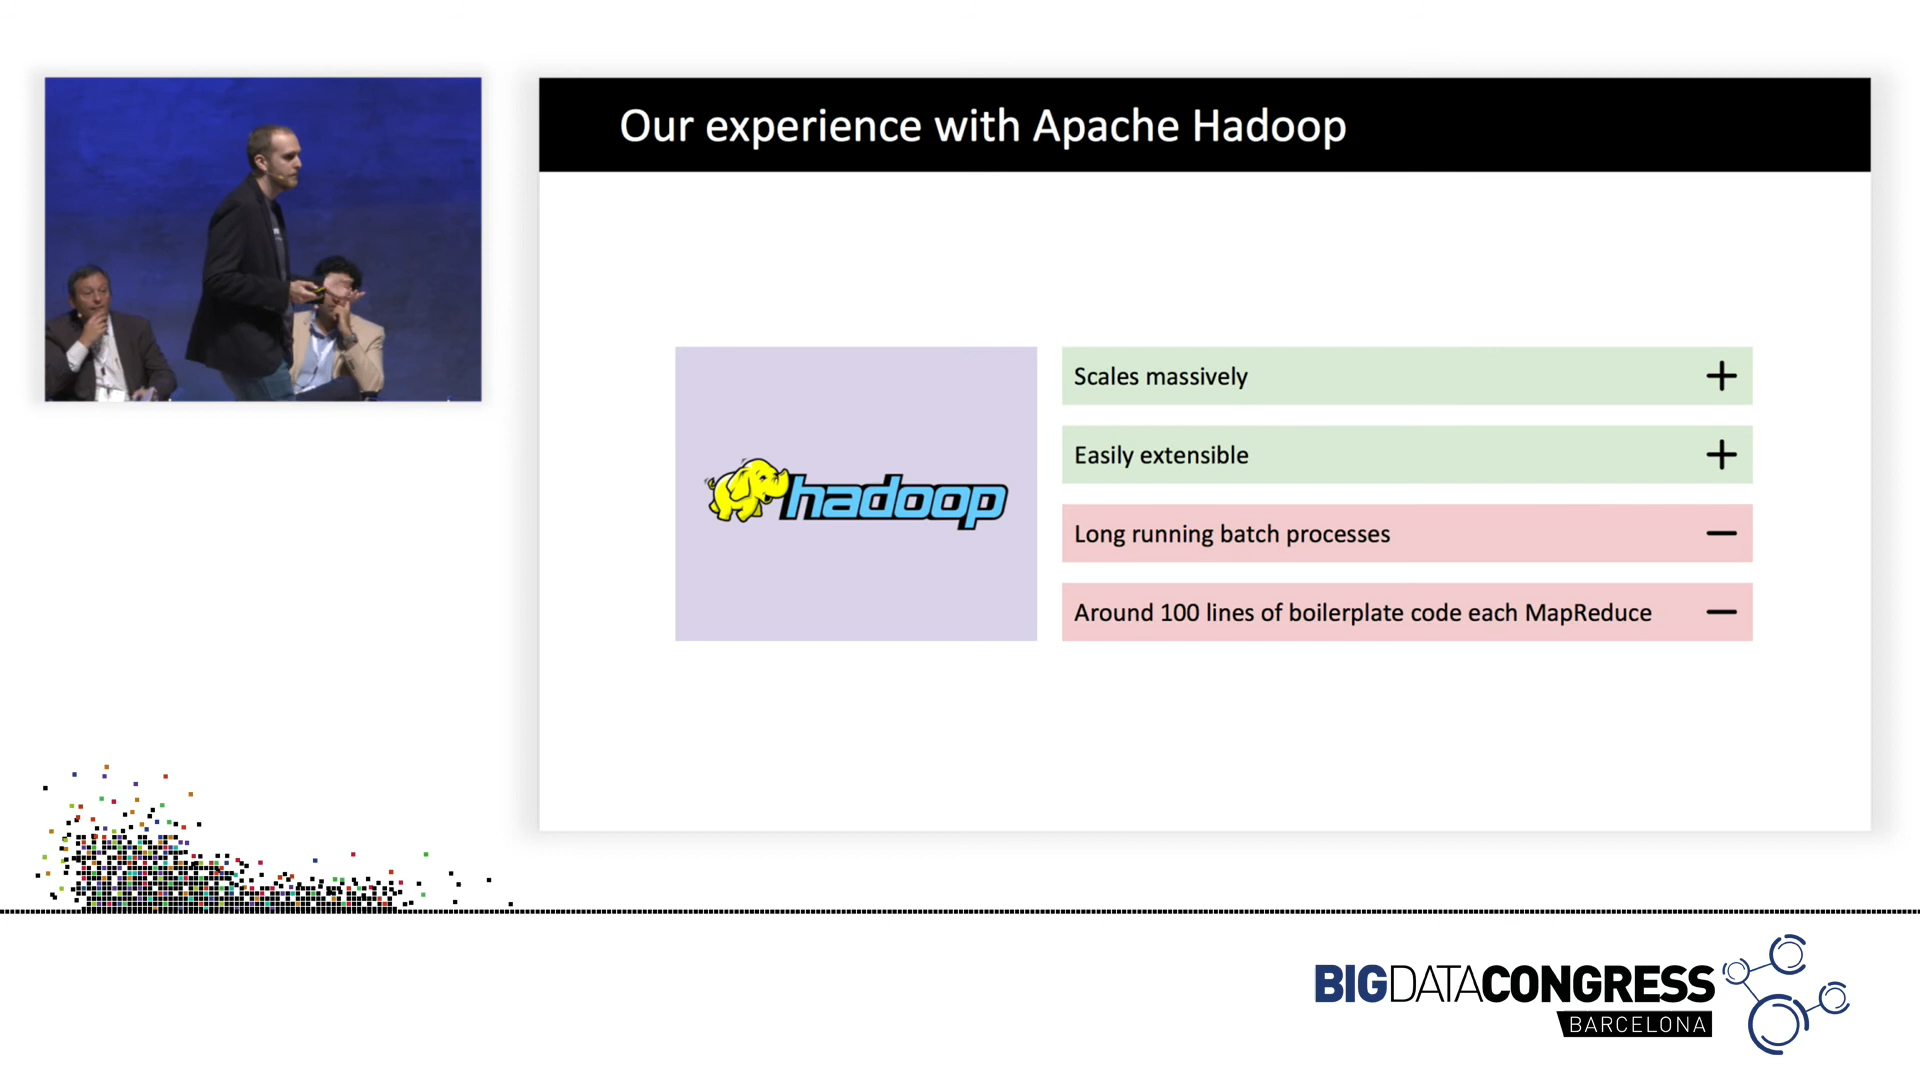 Our experience with Apache Hadoop
hadoop
Scales massively +
Easily extensible +
Long running batch processes −
Around 100 lines of boilerplate code each MapReduce −
BIGDATACONGRESS
BARCELONA